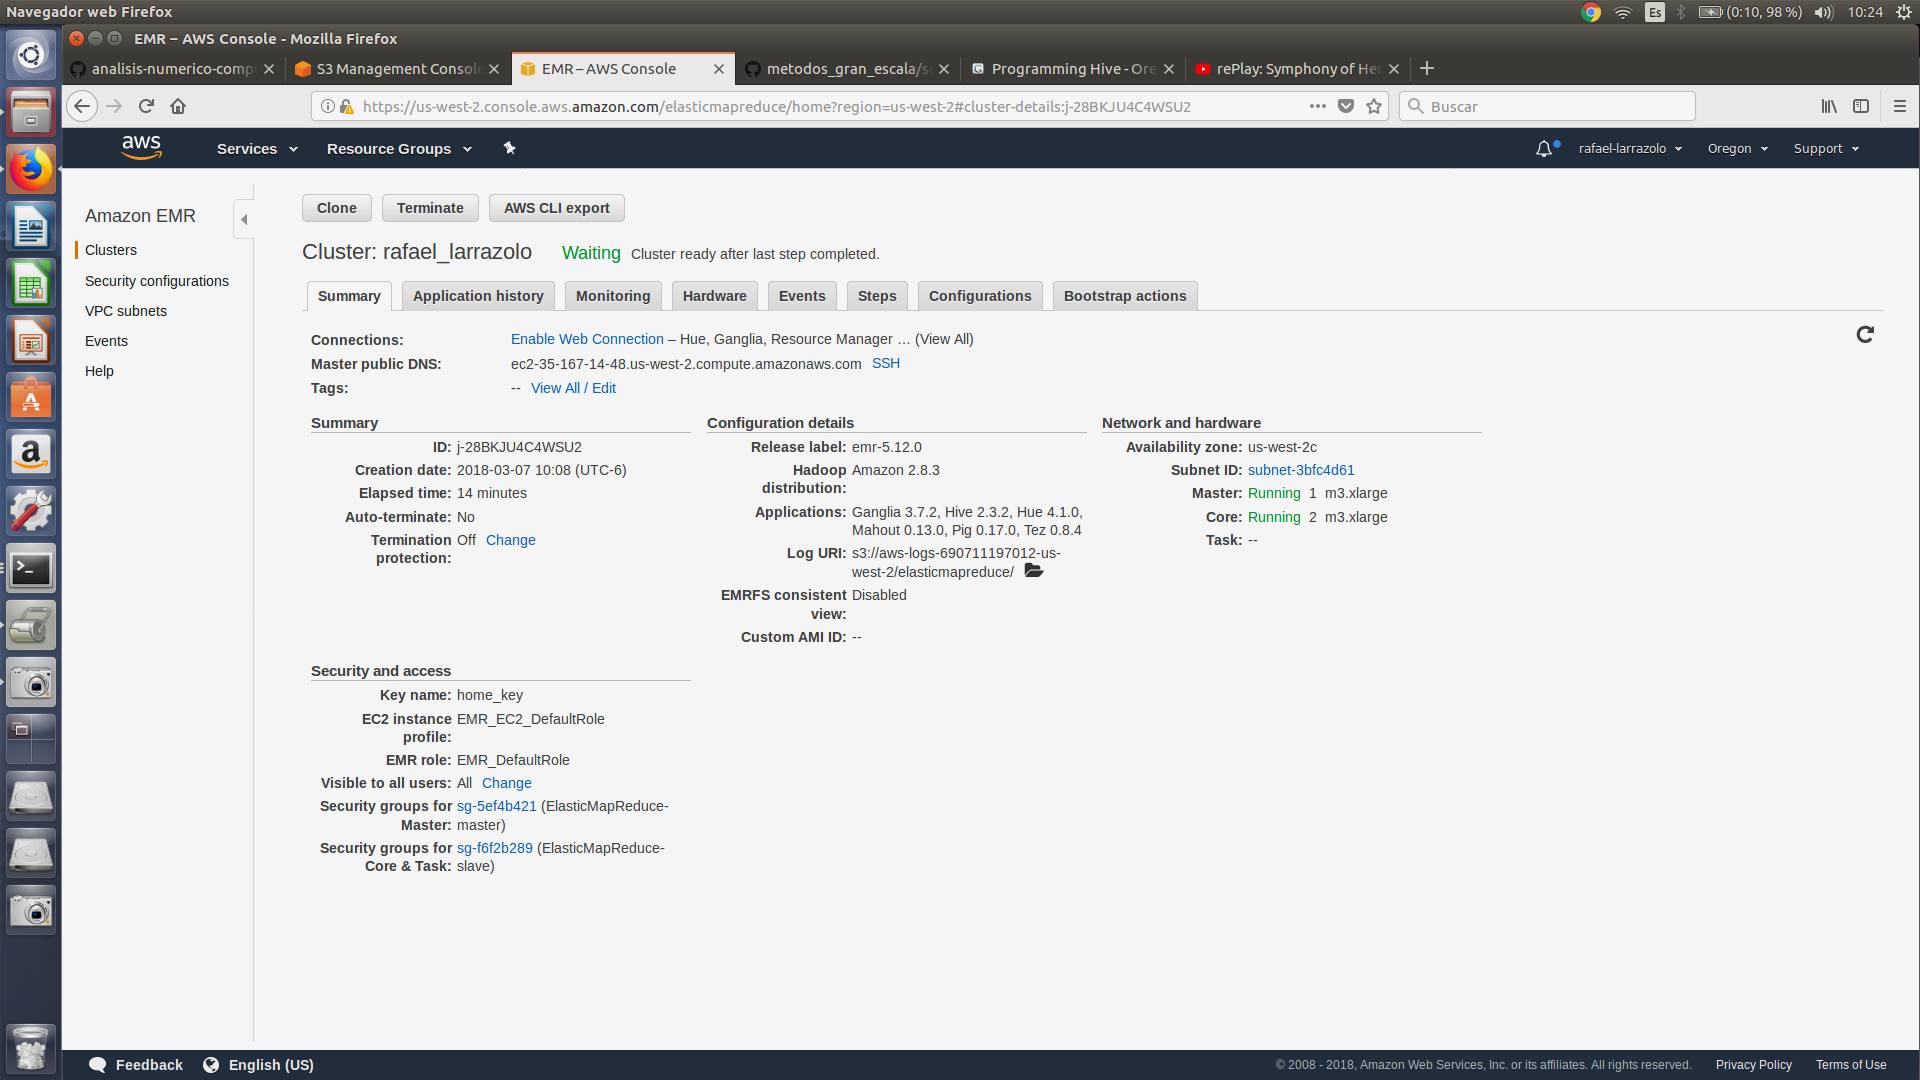 Navegador web Firefox
Es
(0:10, 98 %)
10:24
EMR – AWS Console - Mozilla Firefox
analisis-numerico-comp
S3 Management Consol
EMR – AWS Console
metodos_gran_escala/s
Programming Hive - Ore
rePlay: Symphony of He
https://us-west-2.console.aws.amazon.com/elasticmapreduce/home?region=us-west-2#cluster-details:j-28BKJU4C4WSU2
Buscar
aws
Services
Resource Groups
rafael-larrazolo
Oregon
Support
Amazon EMR
Clusters
Security configurations
VPC subnets
Events
Help
Clone
Terminate
AWS CLI export
Cluster: rafael_larrazolo
Waiting
Cluster ready after last step completed.
Summary
Application history
Monitoring
Hardware
Events
Steps
Configurations
Bootstrap actions
Connections: Enable Web Connection – Hue, Ganglia, Resource Manager … (View All)
Master public DNS: ec2-35-167-14-48.us-west-2.compute.amazonaws.com SSH
Tags: -- View All / Edit
Summary
ID: j-28BKJU4C4WSU2
Creation date: 2018-03-07 10:08 (UTC-6)
Elapsed time: 14 minutes
Auto-terminate: No
Termination Off Change
protection:
Configuration details
Release label: emr-5.12.0
Hadoop Amazon 2.8.3
distribution:
Applications: Ganglia 3.7.2, Hive 2.3.2, Hue 4.1.0,
Mahout 0.13.0, Pig 0.17.0, Tez 0.8.4
Log URI: s3://aws-logs-690711197012-us-
west-2/elasticmapreduce/
EMRFS consistent Disabled
view:
Custom AMI ID: --
Network and hardware
Availability zone: us-west-2c
Subnet ID: subnet-3bfc4d61
Master: Running 1 m3.xlarge
Core: Running 2 m3.xlarge
Task: --
Security and access
Key name: home_key
EC2 instance EMR_EC2_DefaultRole
profile:
EMR role: EMR_DefaultRole
Visible to all users: All Change
Security groups for sg-5ef4b421 (ElasticMapReduce-
Master: master)
Security groups for sg-f6f2b289 (ElasticMapReduce-
Core & Task: slave)
Feedback
English (US)
© 2008 - 2018, Amazon Web Services, Inc. or its affiliates. All rights reserved.
Privacy Policy
Terms of Use